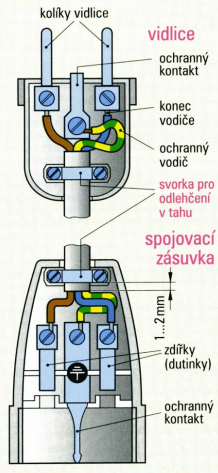 kolíky vidlice
vidlice
ochranný
kontakt
konec
vodiče
ochranný
vodič
svorka pro
odlehčení
v tahu
spojovací
zásuvka
1...2mm
zdířky
(dutinky)
ochranný
kontakt